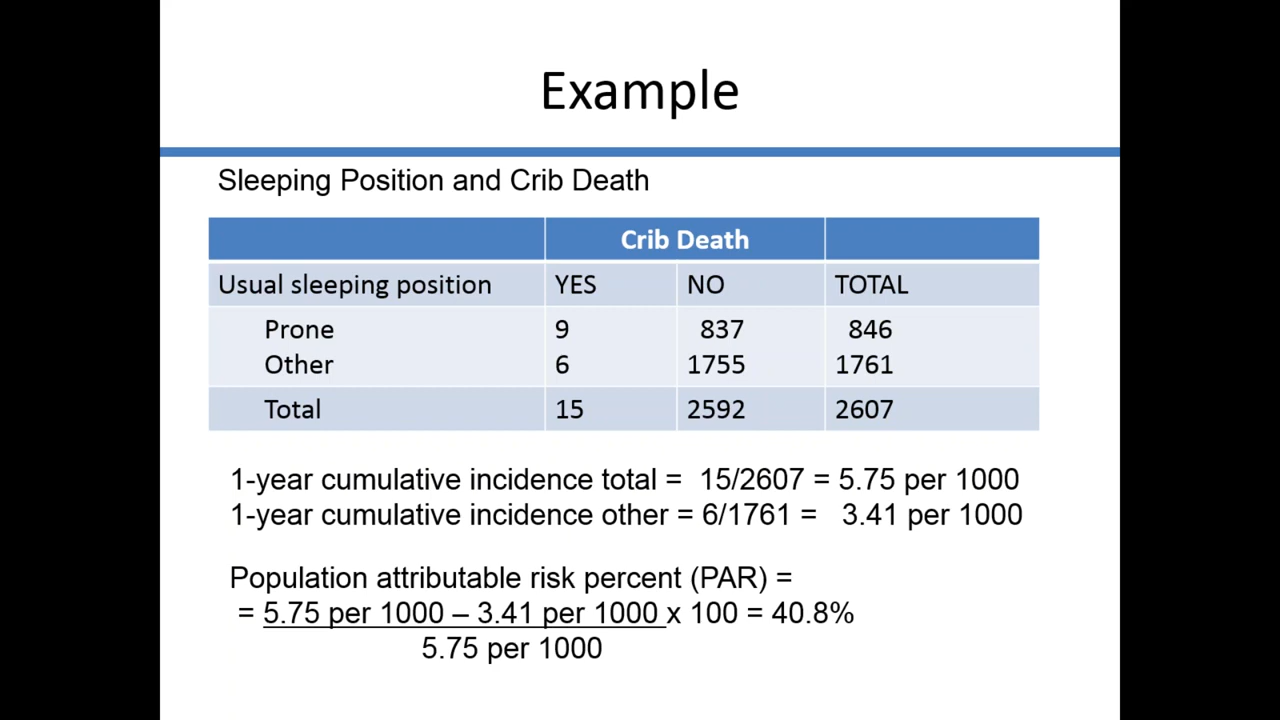 Example
Sleeping Position and Crib Death
Crib Death
Usual sleeping position YES NO TOTAL
Prone 9 837 846
Other 6 1755 1761
Total 15 2592 2607
1-year cumulative incidence total = 15/2607 = 5.75 per 1000
1-year cumulative incidence other = 6/1761 = 3.41 per 1000
Population attributable risk percent (PAR) =
= 5.75 per 1000 – 3.41 per 1000 x 100 = 40.8%
5.75 per 1000